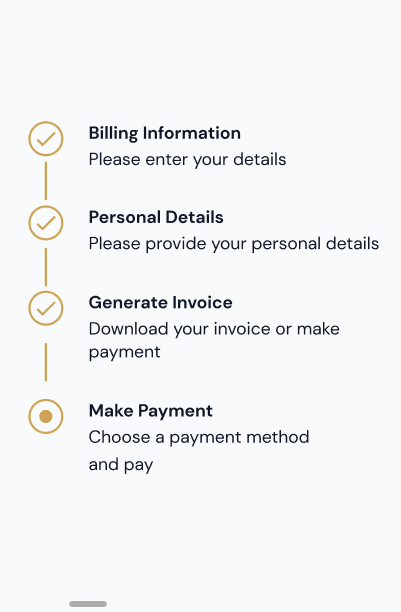 Billing Information
Please enter your details
Personal Details
Please provide your personal details
Generate Invoice
Download your invoice or make
payment
Make Payment
Choose a payment method
and pay